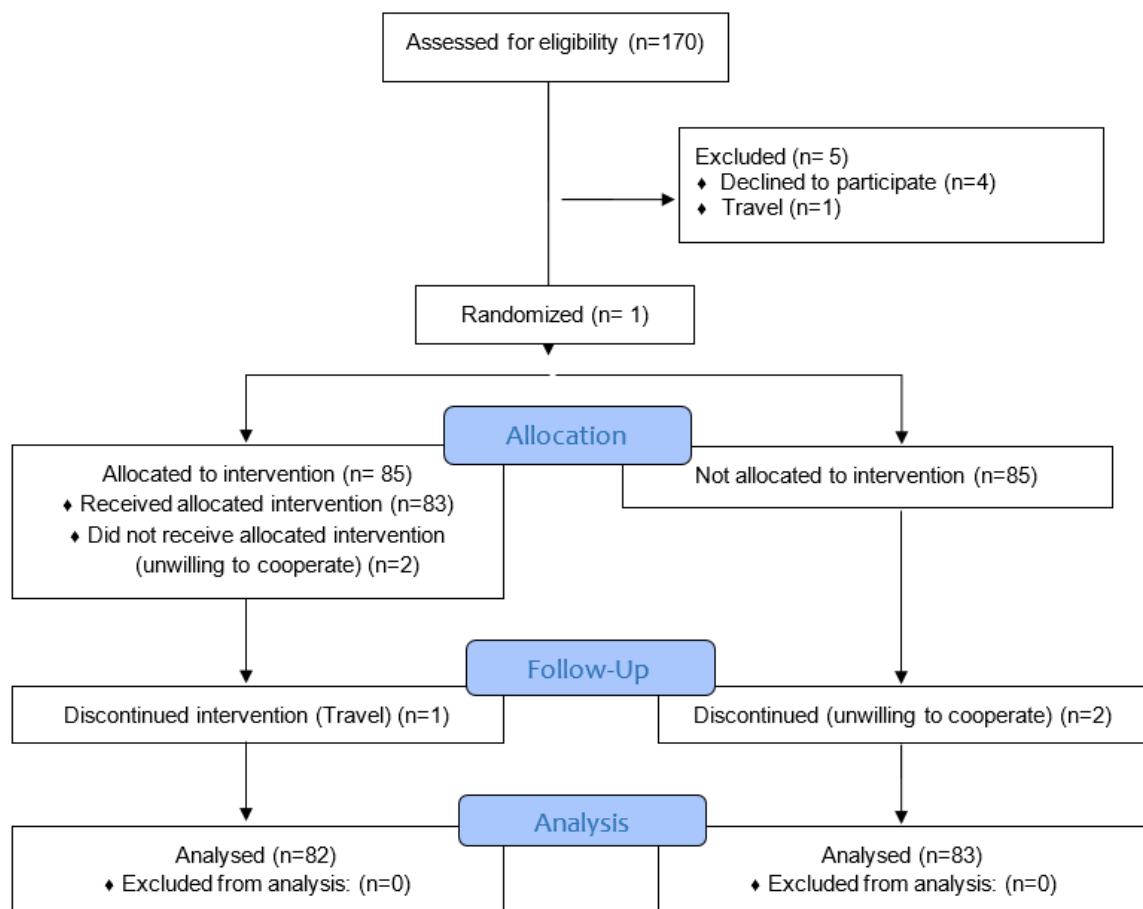 Assessed for eligibility (n=170)
Excluded (n= 5)
♦ Declined to participate (n=4)
♦ Travel (n=1)
Randomized (n= 1)
Allocation
Allocated to intervention (n= 85)
♦ Received allocated intervention (n=83)
♦ Did not receive allocated intervention
(unwilling to cooperate) (n=2)
Not allocated to intervention (n=85)
Follow-Up
Discontinued intervention (Travel) (n=1)
Discontinued (unwilling to cooperate) (n=2)
Analysis
Analysed (n=82)
♦ Excluded from analysis: (n=0)
Analysed (n=83)
♦ Excluded from analysis: (n=0)